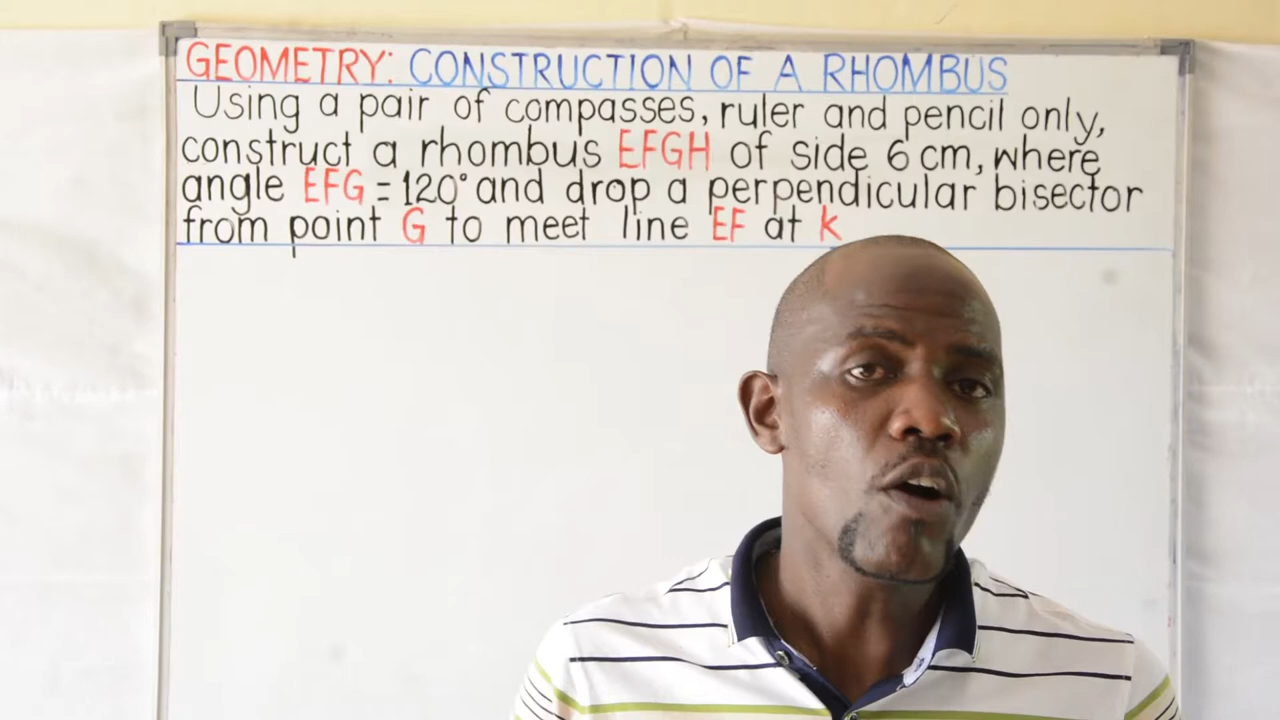 GEOMETRY: CONSTRUCTION OF A RHOMBUS
Using a pair of compasses, ruler and pencil only,
construct a rhombus EFGH of side 6 cm, where
angle EFG = 120° and drop a perpendicular bisector
from point G to meet line EF at k